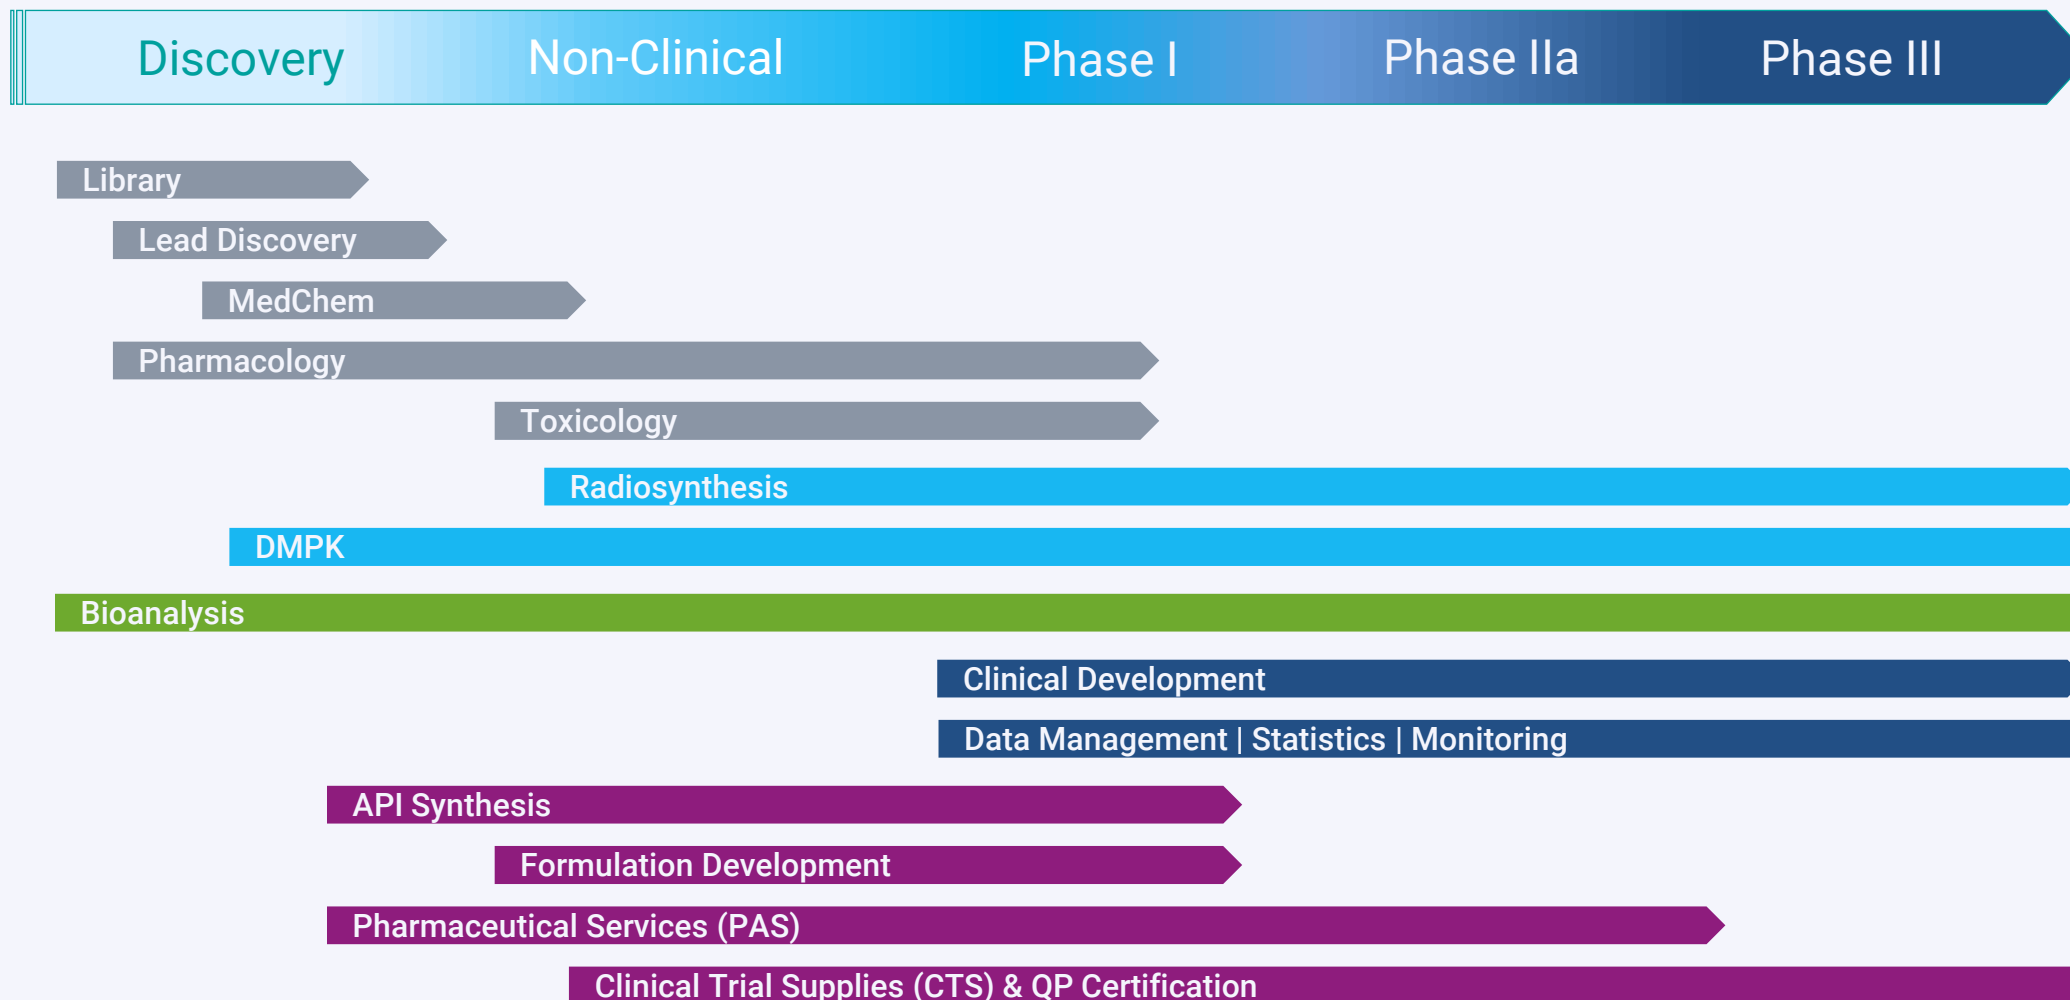 Discovery
Non-Clinical
Phase I
Phase IIa
Phase III
Library
Lead Discovery
MedChem
Pharmacology
Toxicology
Radiosynthesis
DMPK
Bioanalysis
Clinical Development
Data Management | Statistics | Monitoring
API Synthesis
Formulation Development
Pharmaceutical Services (PAS)
Clinical Trial Supplies (CTS) & QP Certification